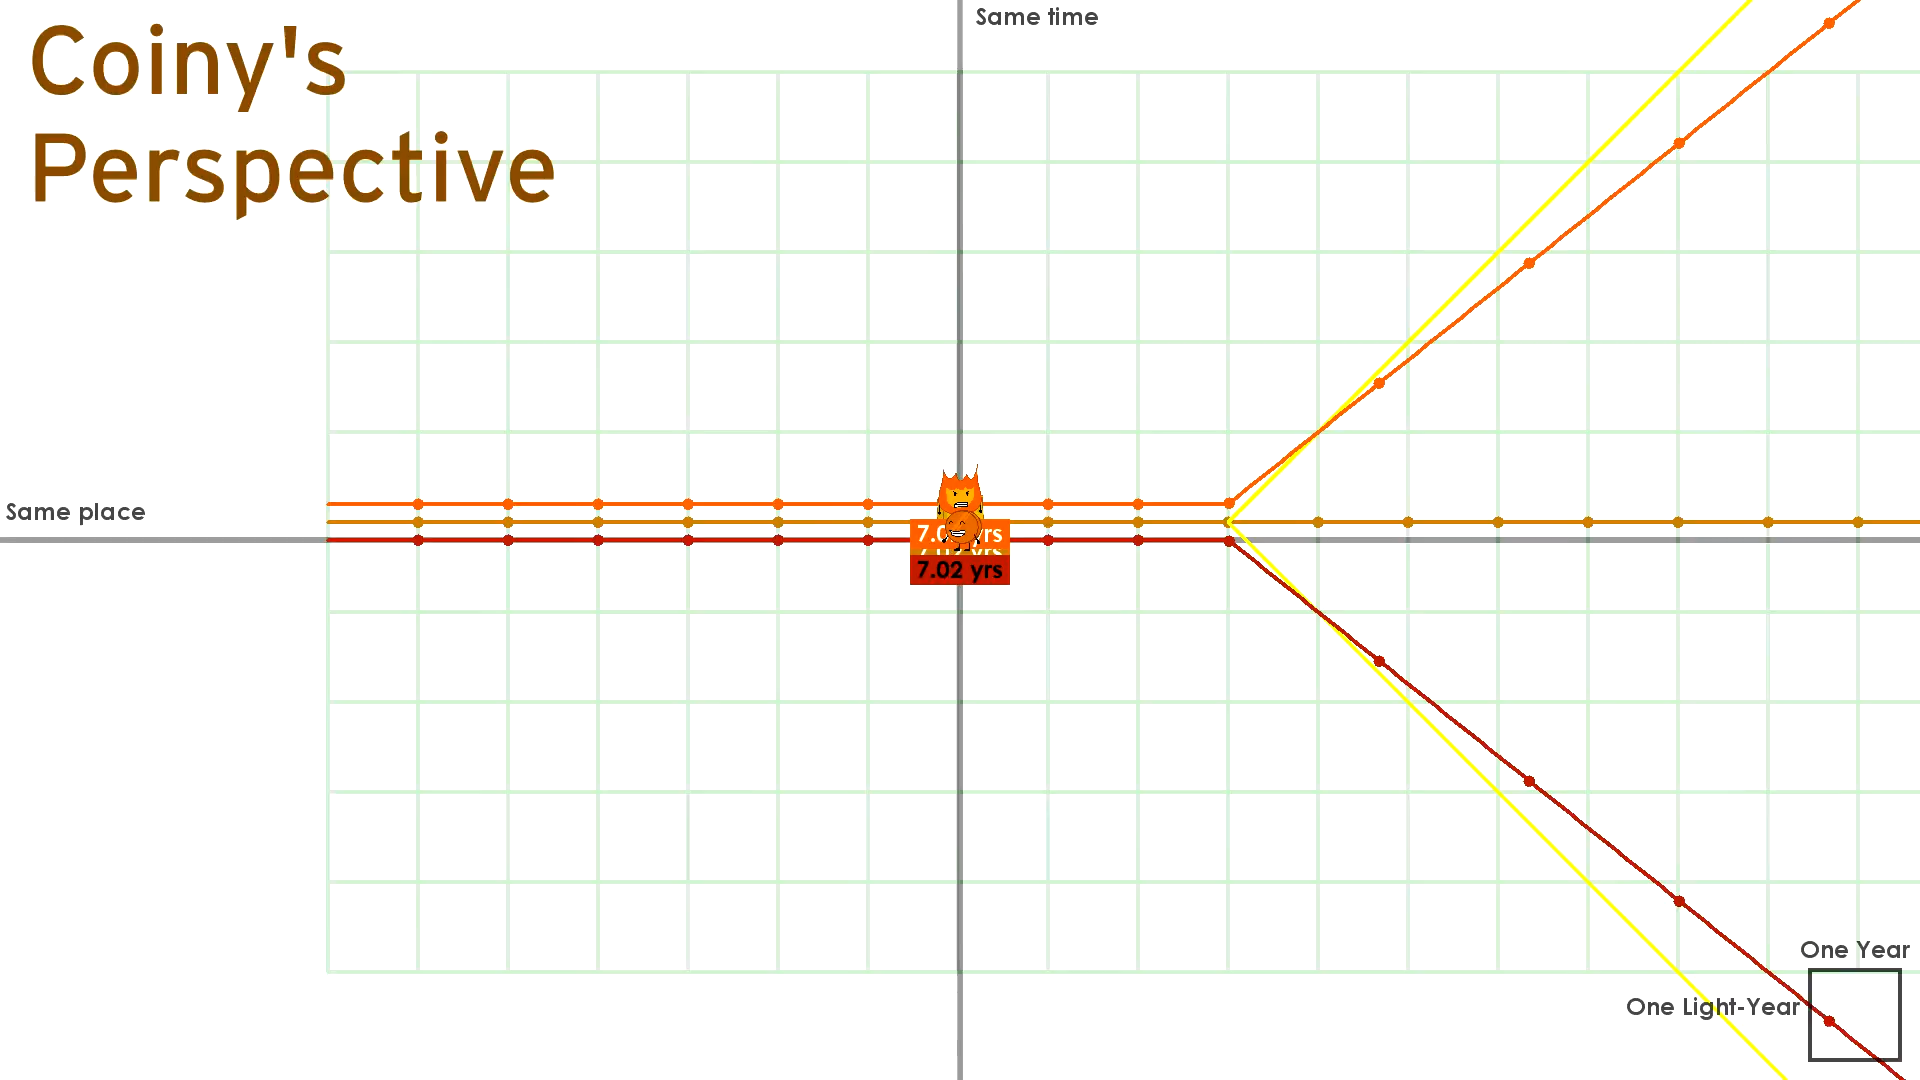 Coiny's
Perspective
Same time
Same place
7.02 yrs
One Year
One Light-Year